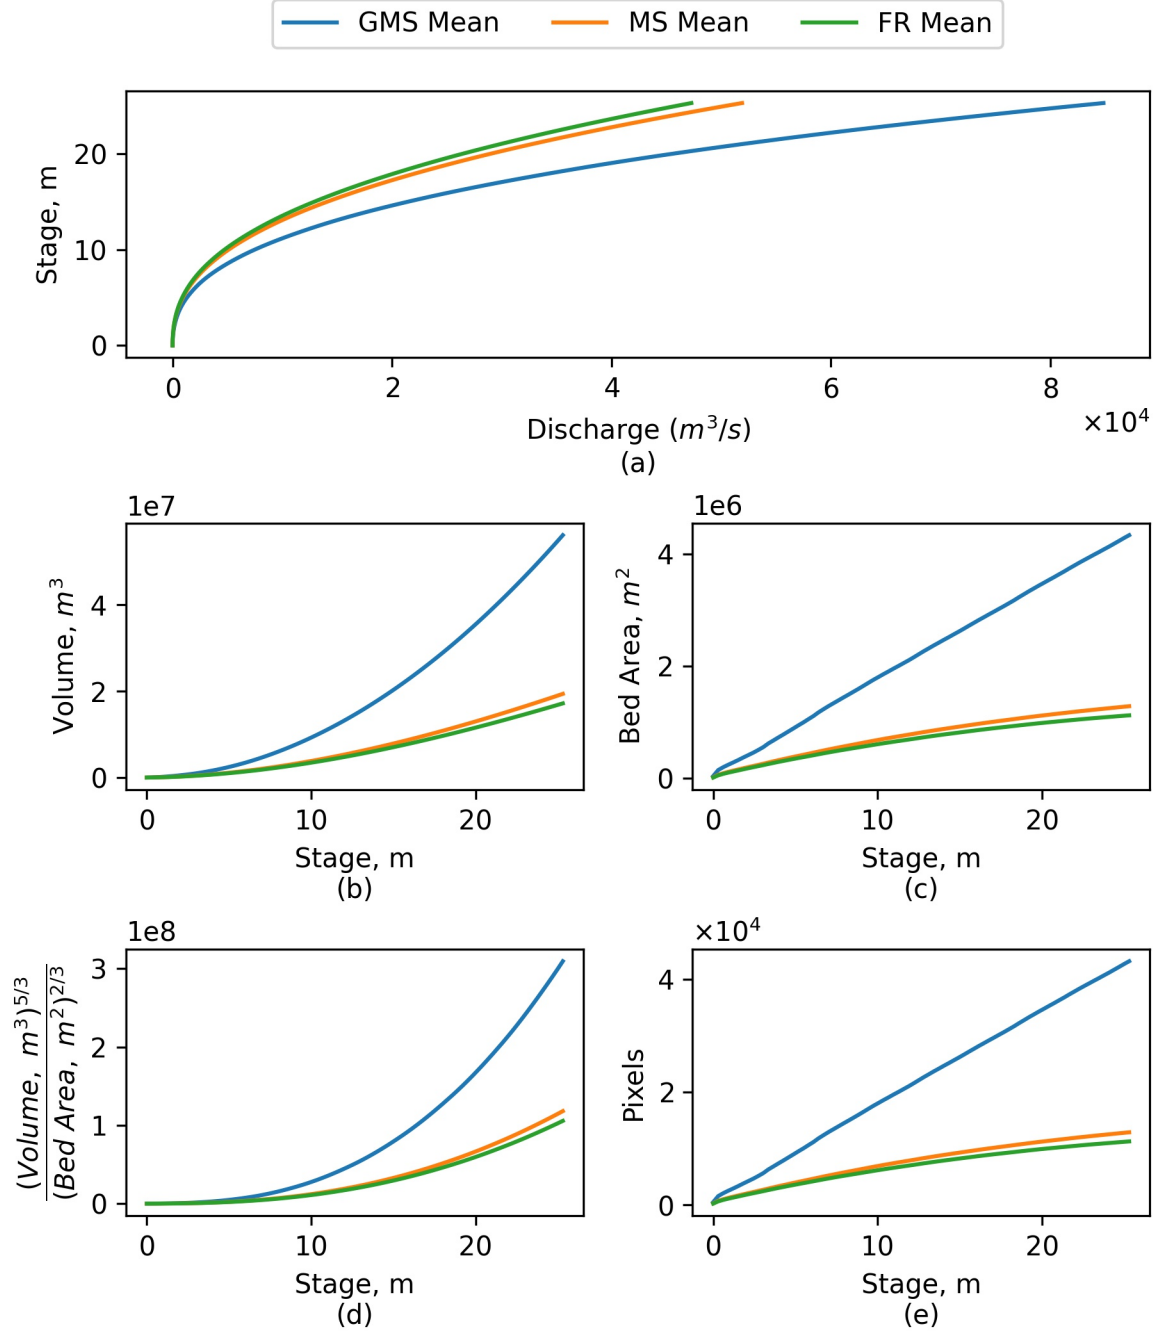 GMS Mean MS Mean FR Mean
Stage, m
20
10
0
0 2 4 6 8
×10⁴
Discharge (m³/s)
(a)
1e7
Volume, m³
4
2
0
0 10 20
Stage, m
(b)
1e6
Bed Area, m²
4
2
0
0 10 20
Stage, m
(c)
1e8
(Volume, m³)⁵/³
(Bed Area, m²)²/³
3
2
1
0
0 10 20
Stage, m
(d)
×10⁴
Pixels
4
2
0
0 10 20
Stage, m
(e)